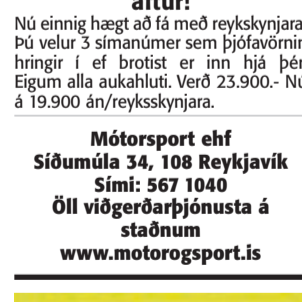 aftur!
Nú einnig hægt að fá með reykskynjara
Þú velur 3 símanúmer sem þjófavörnin
hringir í ef brotist er inn hjá þér
Eigum alla aukahluti. Verð 23.900.- Nú
á 19.900 án/reyksskynjara.
Mótorsport ehf
Síðumúla 34, 108 Reykjavík
Sími: 567 1040
Öll viðgerðarþjónusta á
staðnum
www.motorogsport.is